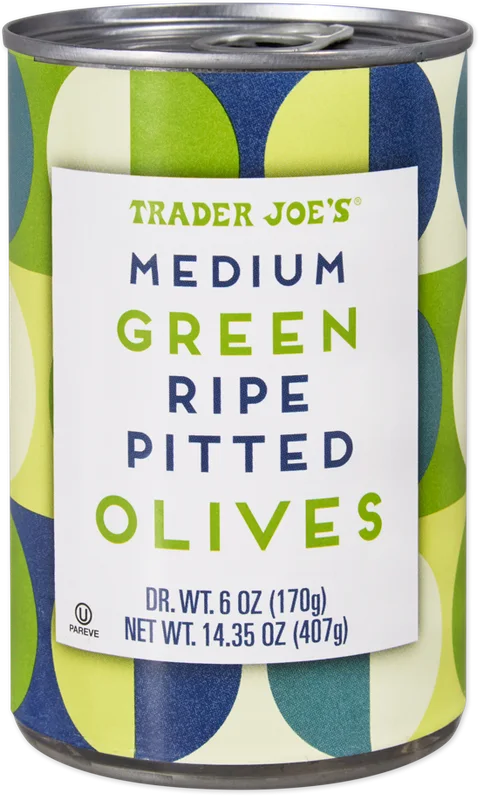 TRADER JOE'S®
MEDIUM
GREEN
RIPE
PITTED
OLIVES
DR. WT. 6 OZ (170g)
NET WT. 14.35 OZ (407g)
U
PAREVE